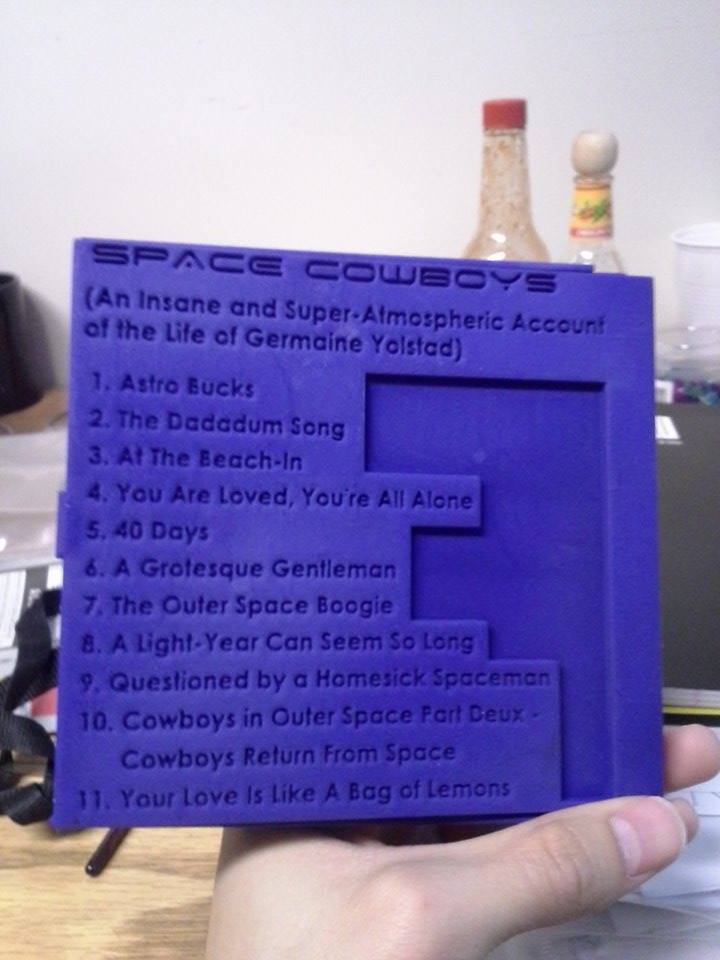 SPACE COWBOYS
(An Insane and Super-Atmospheric Account
of the Life of Germaine Yolstad)
1. Astro Bucks
2. The Dadadum Song
3. At The Beach-In
4. You Are Loved, You're All Alone
5. 40 Days
6. A Grotesque Gentleman
7. The Outer Space Boogie
8. A Light-Year Can Seem So Long
9. Questioned by a Homesick Spaceman
10. Cowboys in Outer Space Part Deux -
Cowboys Return From Space
11. Your Love Is Like A Bag of Lemons